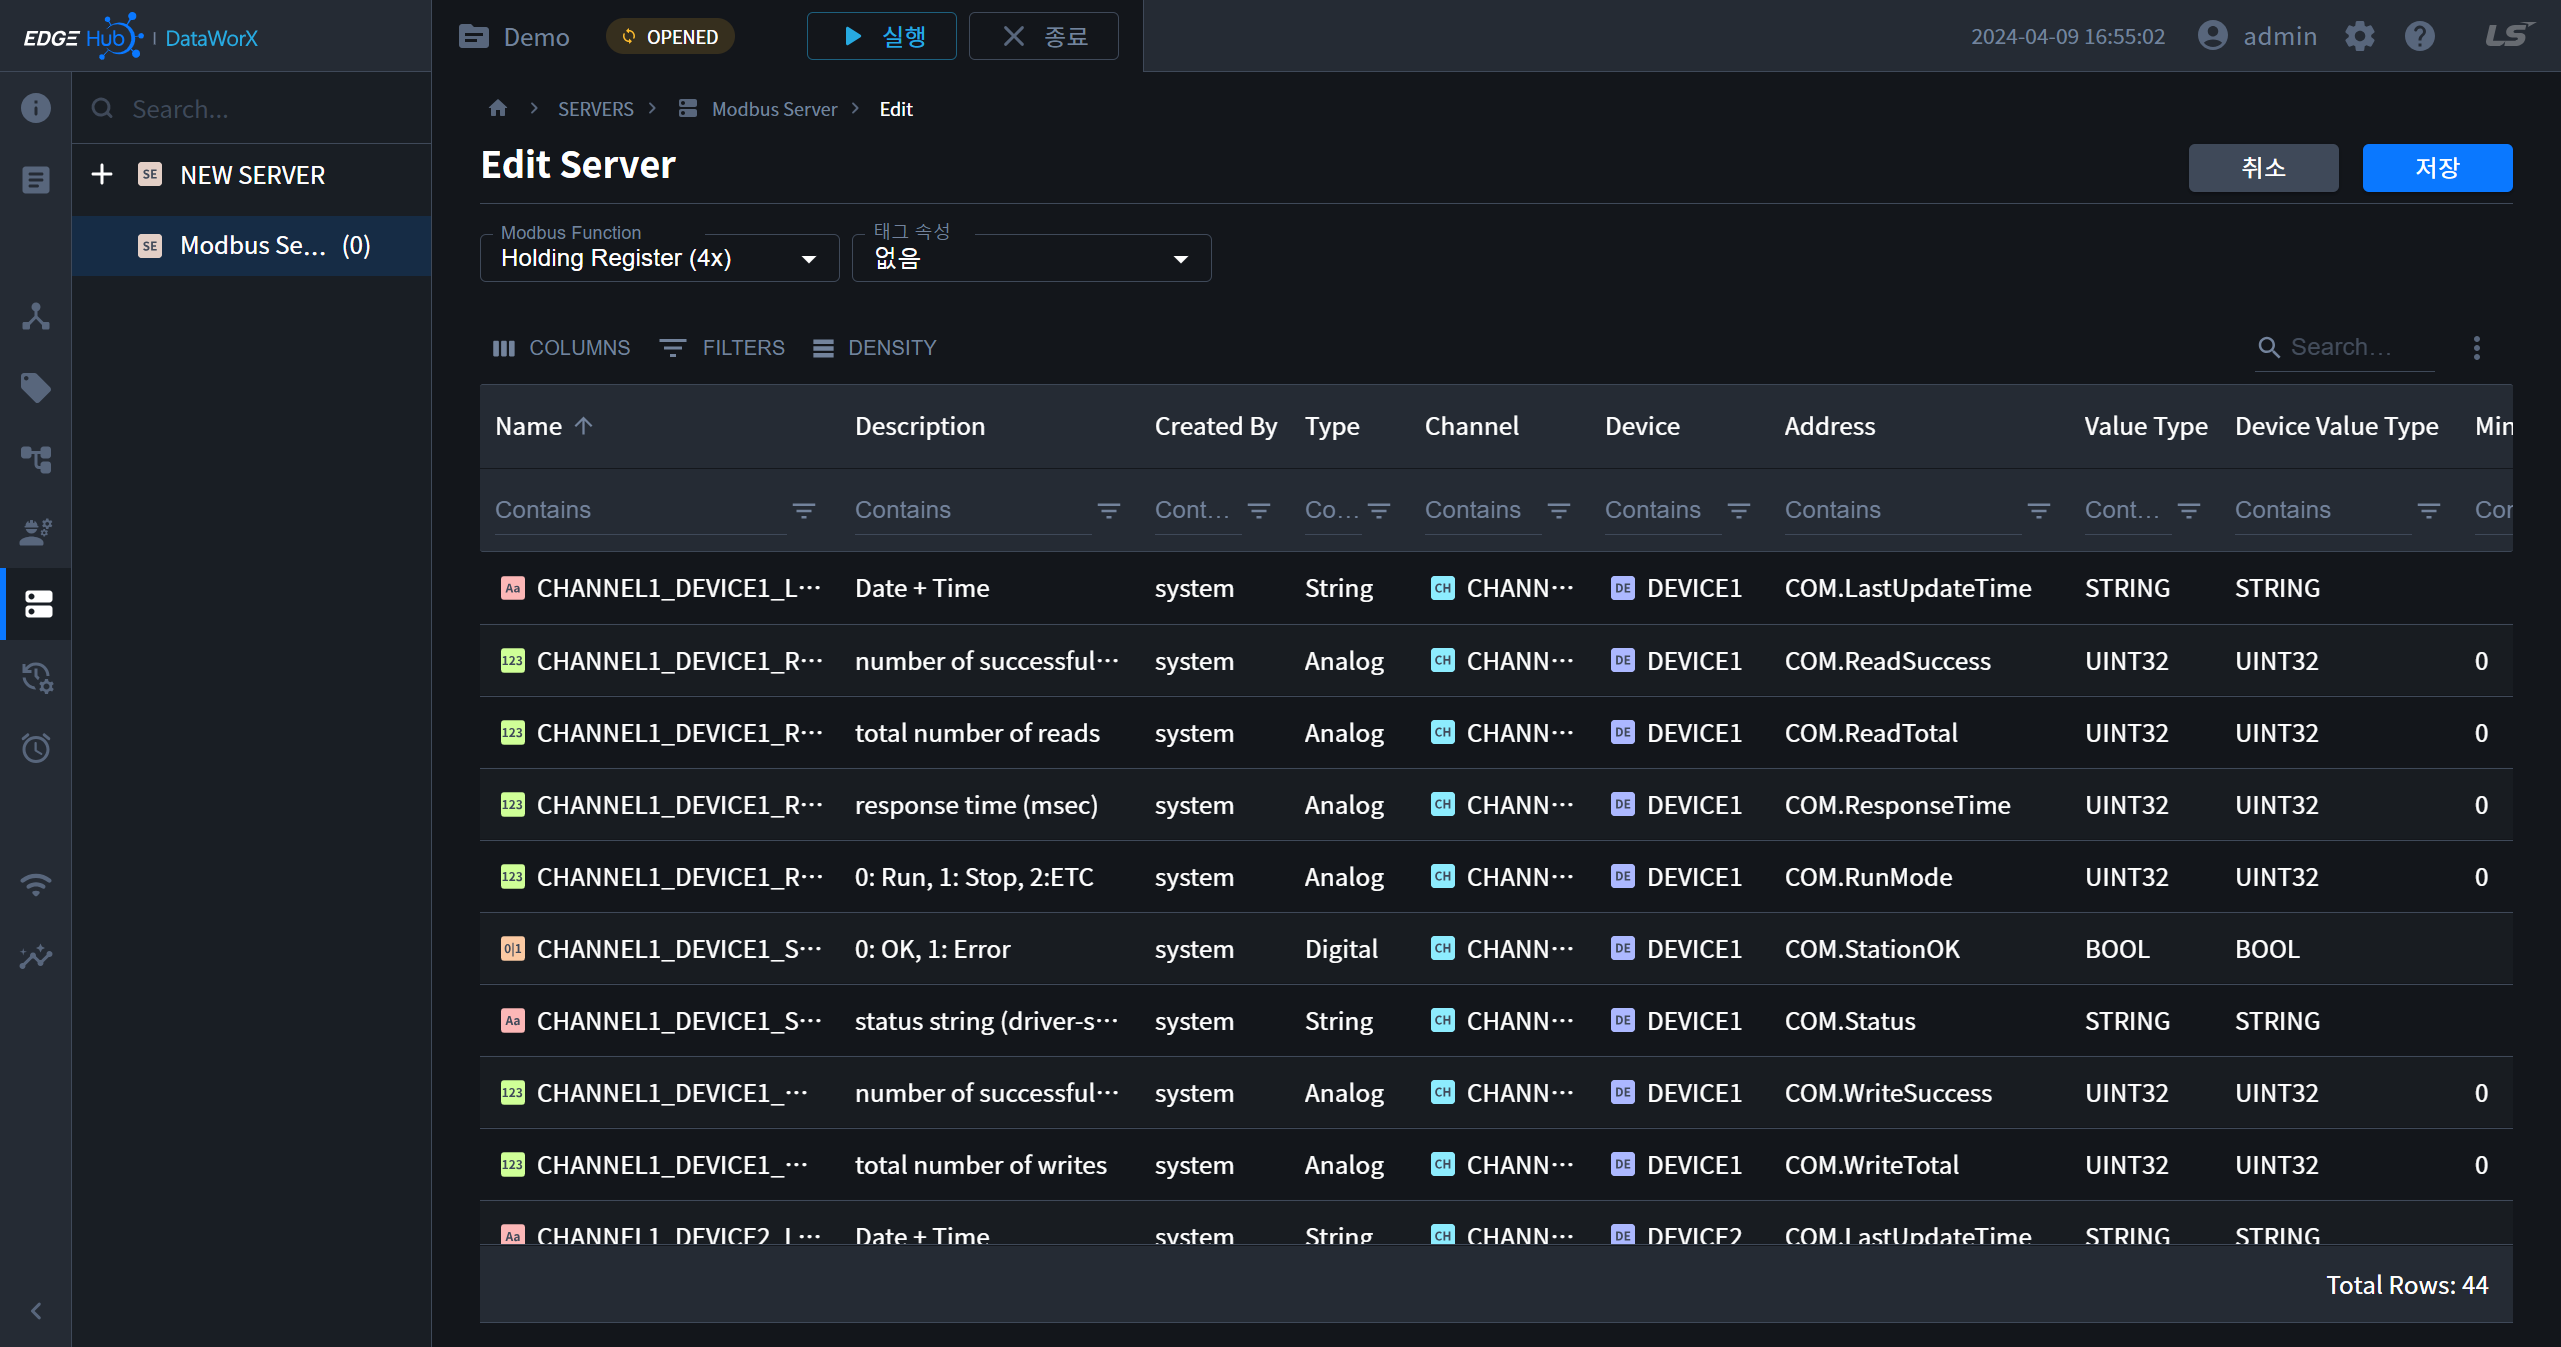 EDGE Hub | DataWorX
Demo
OPENED
실행
종료
2024-04-09 16:55:02
admin
LS
Search...
NEW SERVER
Modbus Se... (0)
SERVERS
Modbus Server
Edit
Edit Server
취소
저장
Modbus Function
Holding Register (4x)
태그 속성
없음
COLUMNS
FILTERS
DENSITY
Search…
Name Description Created By Type Channel Device Address Value Type Device Value Type Min
Contains Contains Cont… Co… Contains Contains Contains Cont… Contains Cor
Aa CHANNEL1_DEVICE1_L··· Date + Time system String CH CHANN··· DE DEVICE1 COM.LastUpdateTime STRING STRING
123 CHANNEL1_DEVICE1_R··· number of successful··· system Analog CH CHANN··· DE DEVICE1 COM.ReadSuccess UINT32 UINT32 0
123 CHANNEL1_DEVICE1_R··· total number of reads system Analog CH CHANN··· DE DEVICE1 COM.ReadTotal UINT32 UINT32 0
123 CHANNEL1_DEVICE1_R··· response time (msec) system Analog CH CHANN··· DE DEVICE1 COM.ResponseTime UINT32 UINT32 0
123 CHANNEL1_DEVICE1_R··· 0: Run, 1: Stop, 2:ETC system Analog CH CHANN··· DE DEVICE1 COM.RunMode UINT32 UINT32 0
0|1 CHANNEL1_DEVICE1_S··· 0: OK, 1: Error system Digital CH CHANN··· DE DEVICE1 COM.StationOK BOOL BOOL
Aa CHANNEL1_DEVICE1_S··· status string (driver-s··· system String CH CHANN··· DE DEVICE1 COM.Status STRING STRING
123 CHANNEL1_DEVICE1_··· number of successful··· system Analog CH CHANN··· DE DEVICE1 COM.WriteSuccess UINT32 UINT32 0
123 CHANNEL1_DEVICE1_··· total number of writes system Analog CH CHANN··· DE DEVICE1 COM.WriteTotal UINT32 UINT32 0
Aa CHANNEL1_DEVICE2_L··· Date + Time system String CH CHANN··· DE DEVICE2 COM.LastUpdateTime STRING STRING
Total Rows: 44
SE
SE